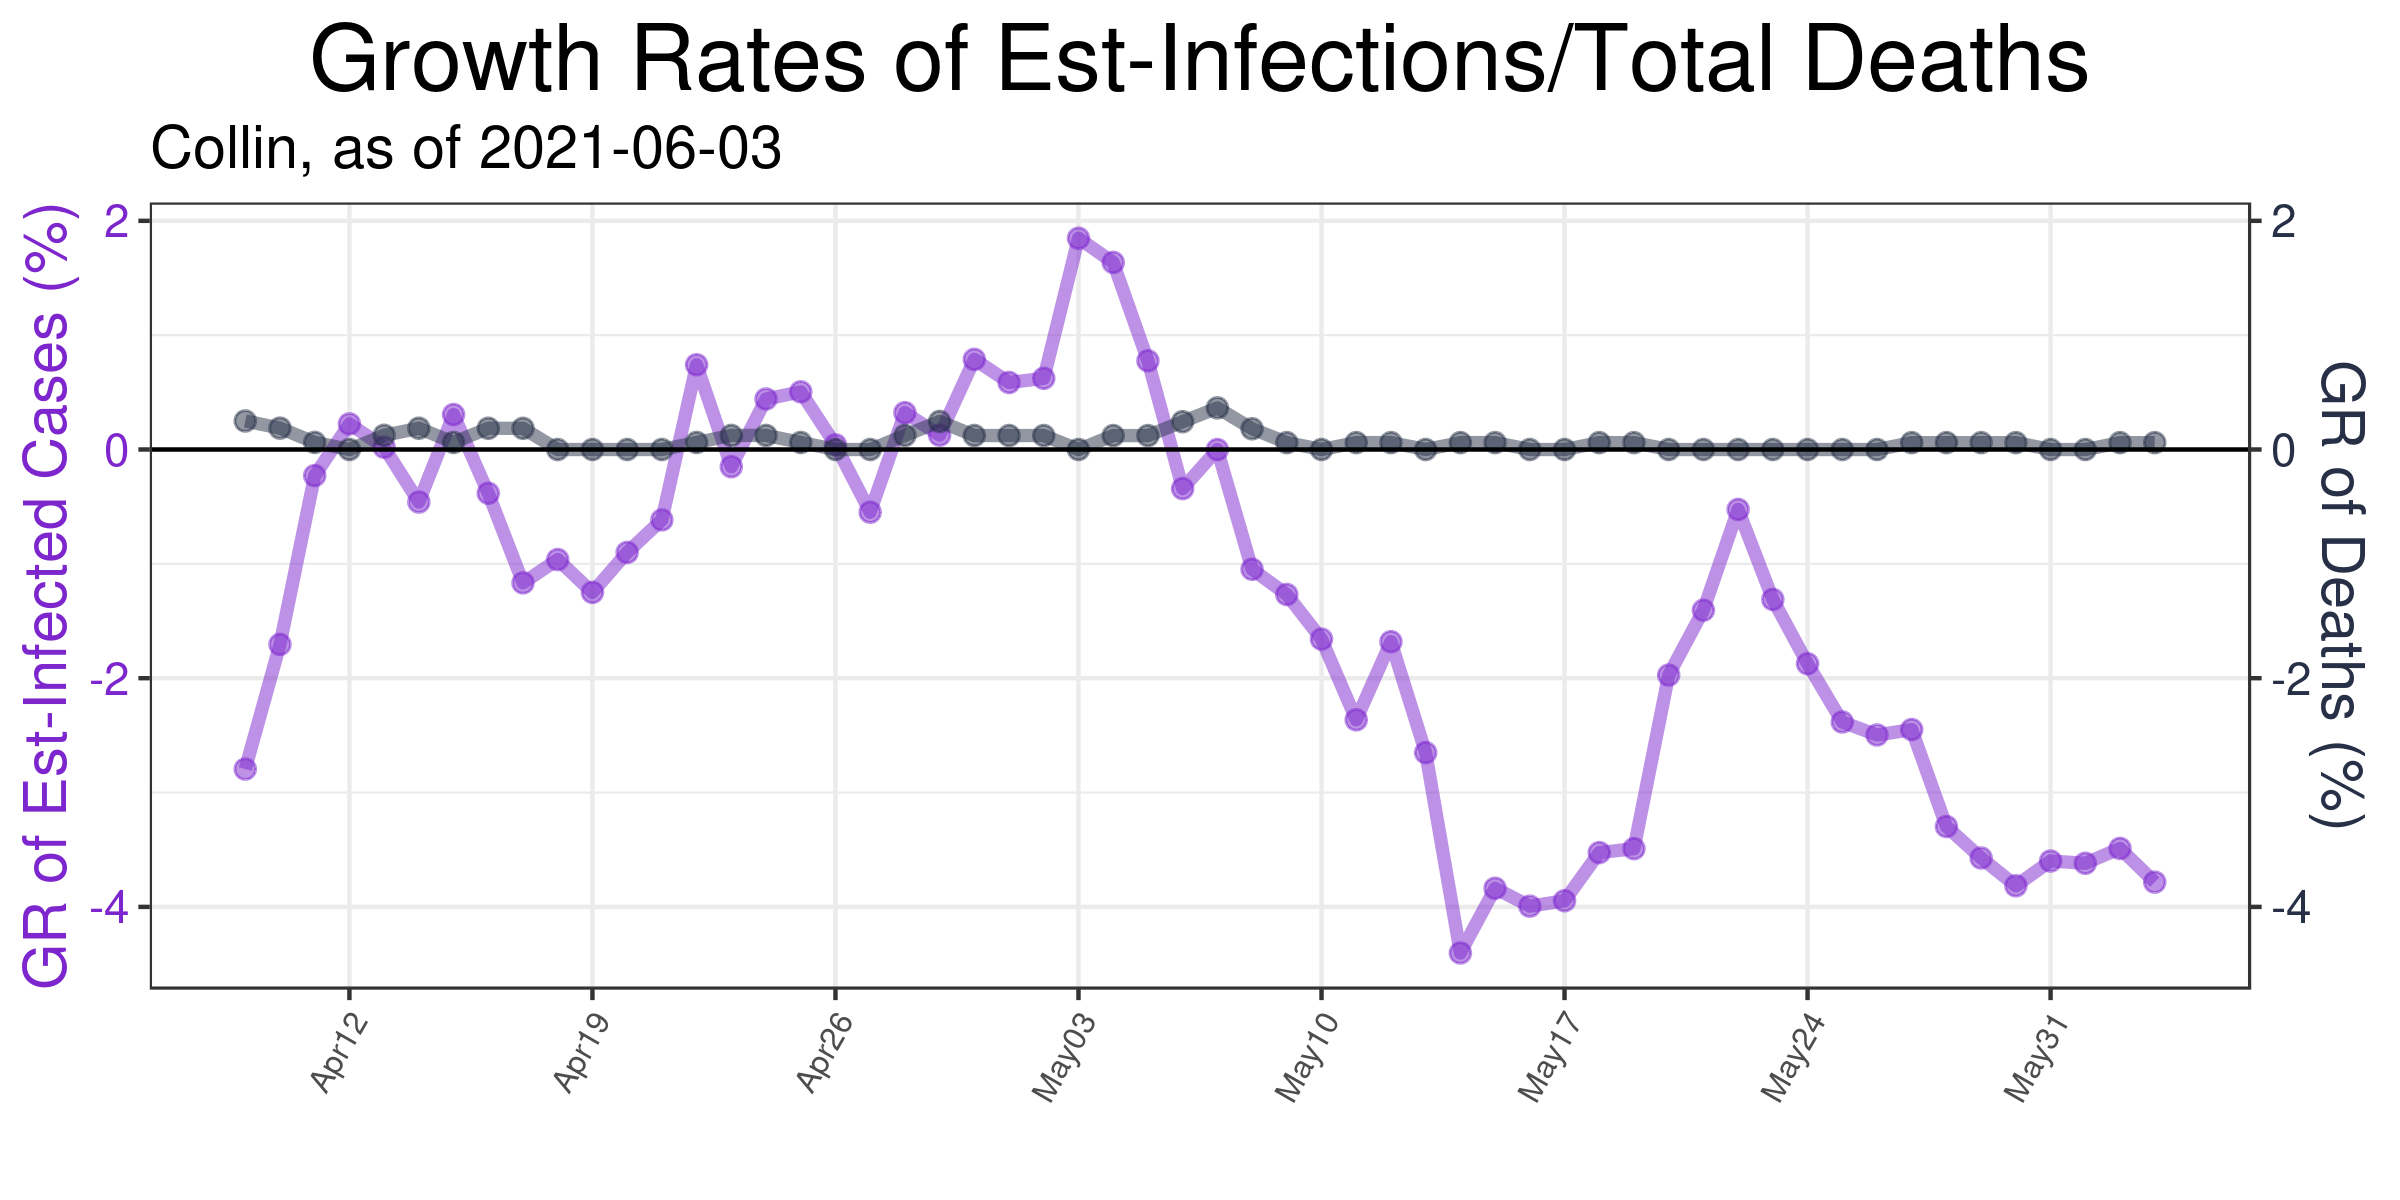 Growth Rates of Est-Infections/Total Deaths
Collin, as of 2021-06-03
GR of Est-Infected Cases (%)
2
0
-2
-4
2
0
-2
-4
GR of Deaths (%)
Apr12
Apr19
Apr26
May03
May10
May17
May24
May31